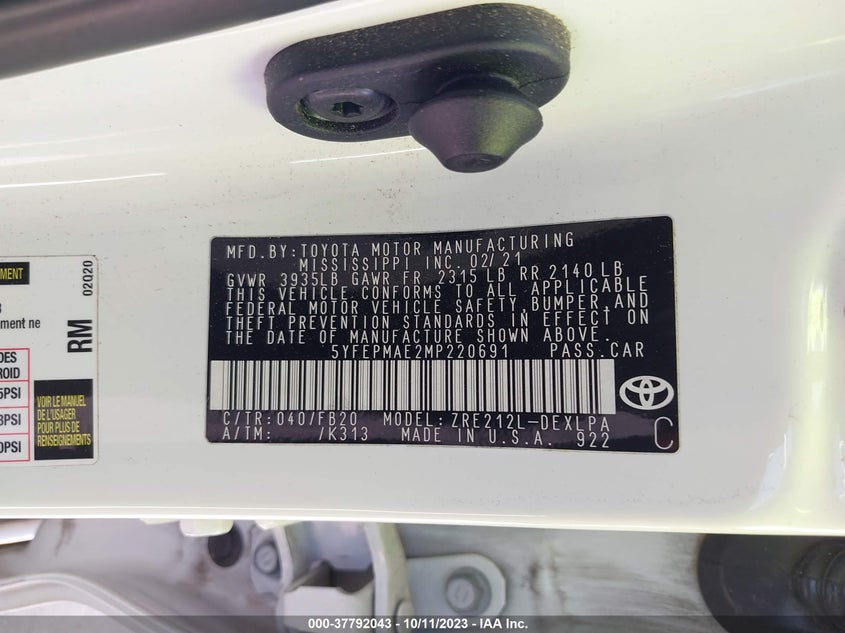 MFD.BY:TOYOTA MOTOR MANUFACTURING
MISSISSIPPI INC. 02/21
GVWR 3935LB GAWR FR 2315 LB RR 2140 LB
THIS VEHICLE CONFORMS TO ALL APPLICABLE
FEDERAL MOTOR VEHICLE SAFETY, BUMPER AND
THEFT PREVENTION STANDARDS IN EFFECT ON
THE DATE OF MANUFACTURE SHOWN ABOVE.
5YFEPMAE2MP220691 PASS.CAR
C/TR:040/FB20 MODEL:ZRE212L-DEXLPA
A/TM: /K313 MADE IN U.S.A. 922
C
ment ne
RM
02020
5PSI
VOIR LE MANUEL
DE L'USAGER
POUR PLUS DE
RENSEIGNEMENTS
000-37792043 - 10/11/2023 - IAA Inc.